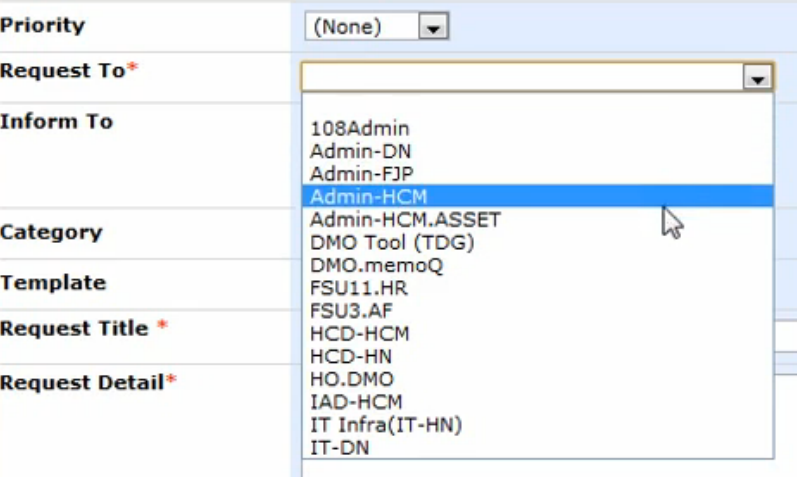 Priority
(None)
Request To*
Inform To
108Admin
Admin-DN
Admin-FJP
Admin-HCM
Admin-HCM.ASSET
DMO Tool (TDG)
DMO.memoQ
FSU11.HR
FSU3.AF
HCD-HCM
HCD-HN
HO.DMO
IAD-HCM
IT Infra(IT-HN)
IT-DN
Category
Template
Request Title *
Request Detail*